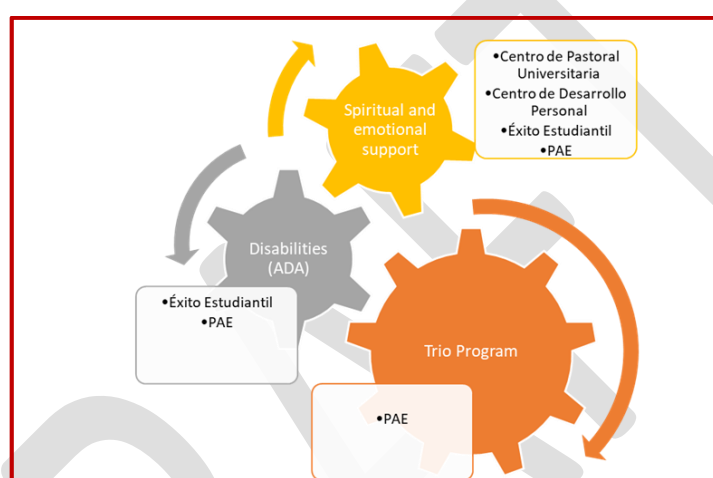 •Centro de Pastoral
Universitaria
•Centro de Desarrollo
Personal
•Éxito Estudiantil
•PAE
Spiritual and
emotional
support
Disabilities
(ADA)
•Éxito Estudiantil
•PAE
Trio Program
•PAE